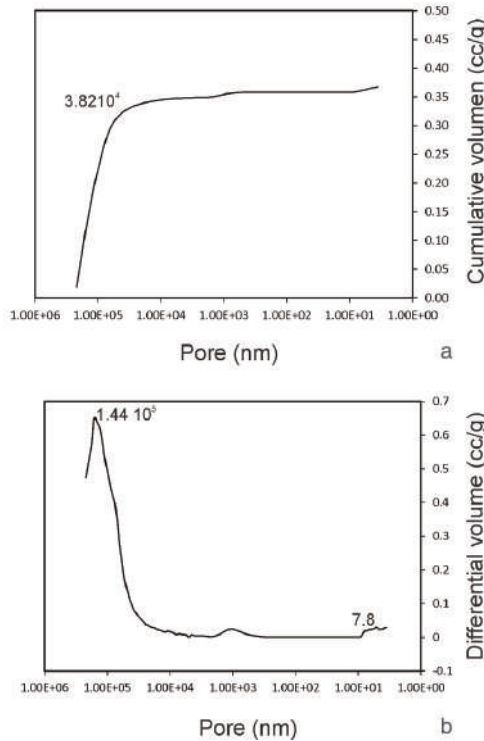 0.50
0.45
0.40
0.35
0.30
0.25
0.20
0.15
0.10
0.05
0.00
Cumulative volumen (cc/g)
3.8210⁴
1.00E+06 1.00E+05 1.00E+04 1.00E+03 1.00E+02 1.00E+01 1.00E+00
Pore (nm)
a
0.7
0.6
0.5
0.4
0.3
0.2
0.1
0
-0.1
Differential volume (cc/g)
1.44 10⁵
7.8
1.00E+06 1.00E+05 1.00E+04 1.00E+03 1.00E+02 1.00E+01 1.00E+00
Pore (nm)
b